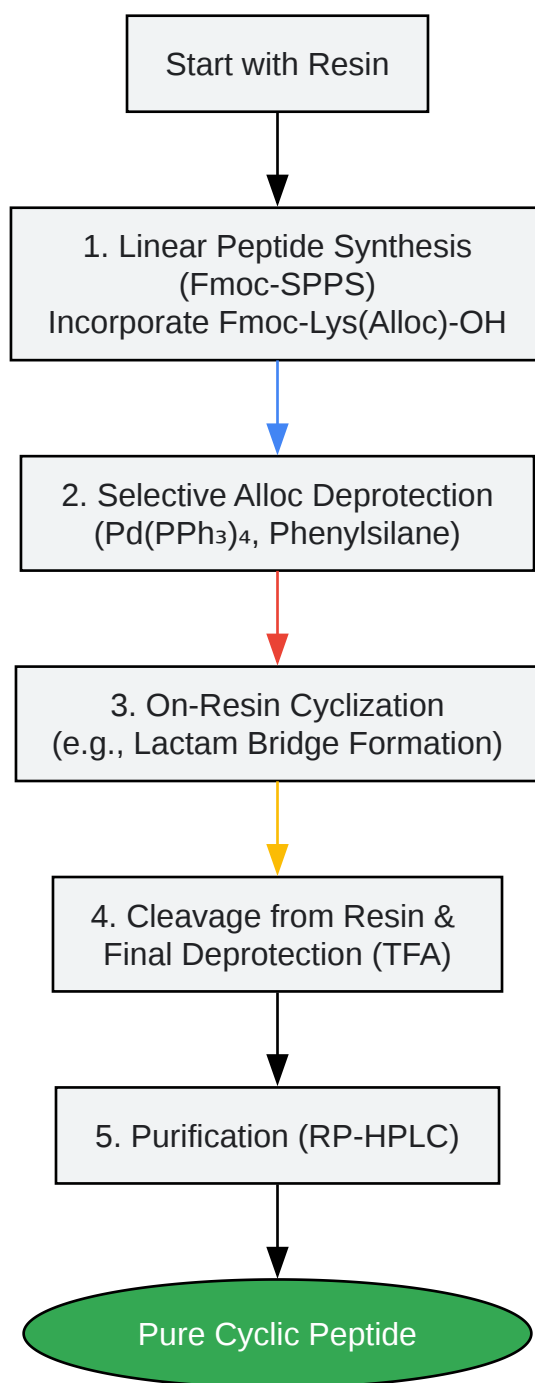 Start with Resin
1. Linear Peptide Synthesis
(Fmoc-SPPS)
Incorporate Fmoc-Lys(Alloc)-OH
2. Selective Alloc Deprotection
(Pd(PPh₃)₄, Phenylsilane)
3. On-Resin Cyclization
(e.g., Lactam Bridge Formation)
4. Cleavage from Resin &
Final Deprotection (TFA)
5. Purification (RP-HPLC)
Pure Cyclic Peptide